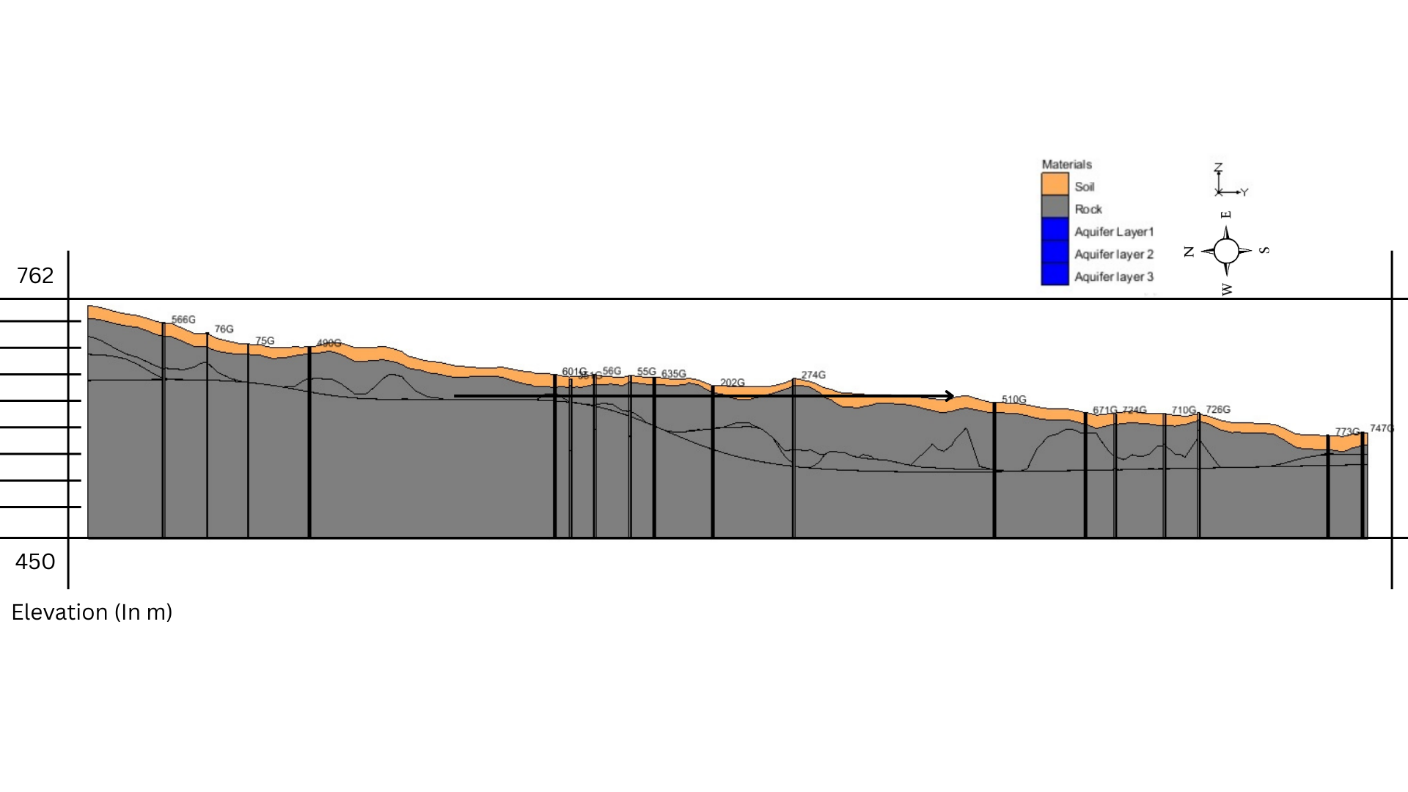 Materials
Soil
Rock
Aquifer Layer1
Aquifer layer 2
Aquifer layer 3
Z
Y
E
N
S
W
762
566G
76G
75G
490G
601G
56G
55G
635G
202G
274G
510G
671G
724G
710G
726G
773G
747G
450
Elevation (In m)